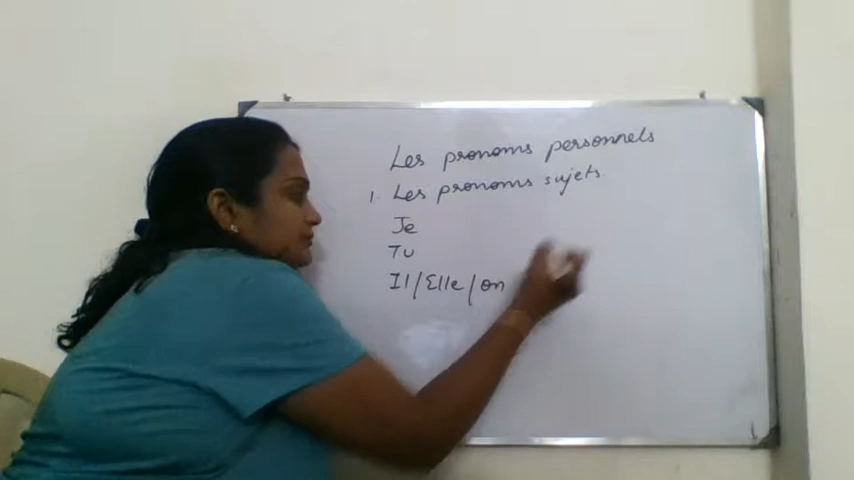 Les pronoms personnels
1. Les pronoms sujets.
Je
Tu
Il/Elle/on